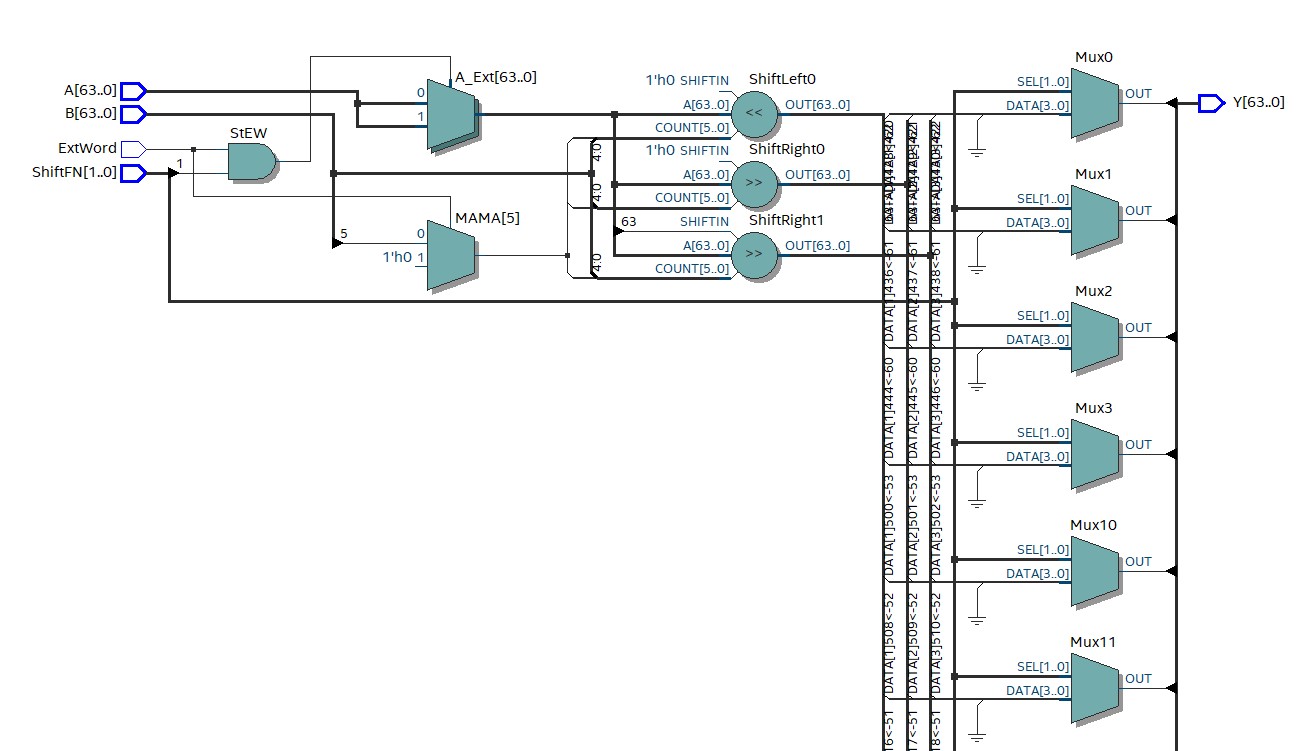 A[63..0]
B[63..0]
ExtWord
ShiftFN[1..0]
1
StEW
A_Ext[63..0]
0
1
MAMA[5]
5
0
1'h0 1
4:0
4:0
4:0
ShiftLeft0
1'h0 SHIFTIN
A[63..0]
COUNT[5..0]
<<
OUT[63..0]
ShiftRight0
1'h0 SHIFTIN
A[63..0]
COUNT[5..0]
>>
OUT[63..0]
ShiftRight1
63
SHIFTIN
A[63..0]
COUNT[5..0]
>>
OUT[63..0]
DATA[1]436<-61
DATA[2]437<-61
DATA[3]438<-61
DATA[1]444<-60
DATA[2]445<-60
DATA[3]446<-60
DATA[1]500<-53
DATA[2]501<-53
DATA[3]502<-53
DATA[1]508<-52
DATA[2]509<-52
DATA[3]510<-52
16<-51
17<-51
18<-51
Mux0
SEL[1..0]
DATA[3..0]
OUT
Y[63..0]
Mux1
SEL[1..0]
DATA[3..0]
OUT
Mux2
SEL[1..0]
DATA[3..0]
OUT
Mux3
SEL[1..0]
DATA[3..0]
OUT
Mux10
SEL[1..0]
DATA[3..0]
OUT
Mux11
SEL[1..0]
DATA[3..0]
OUT